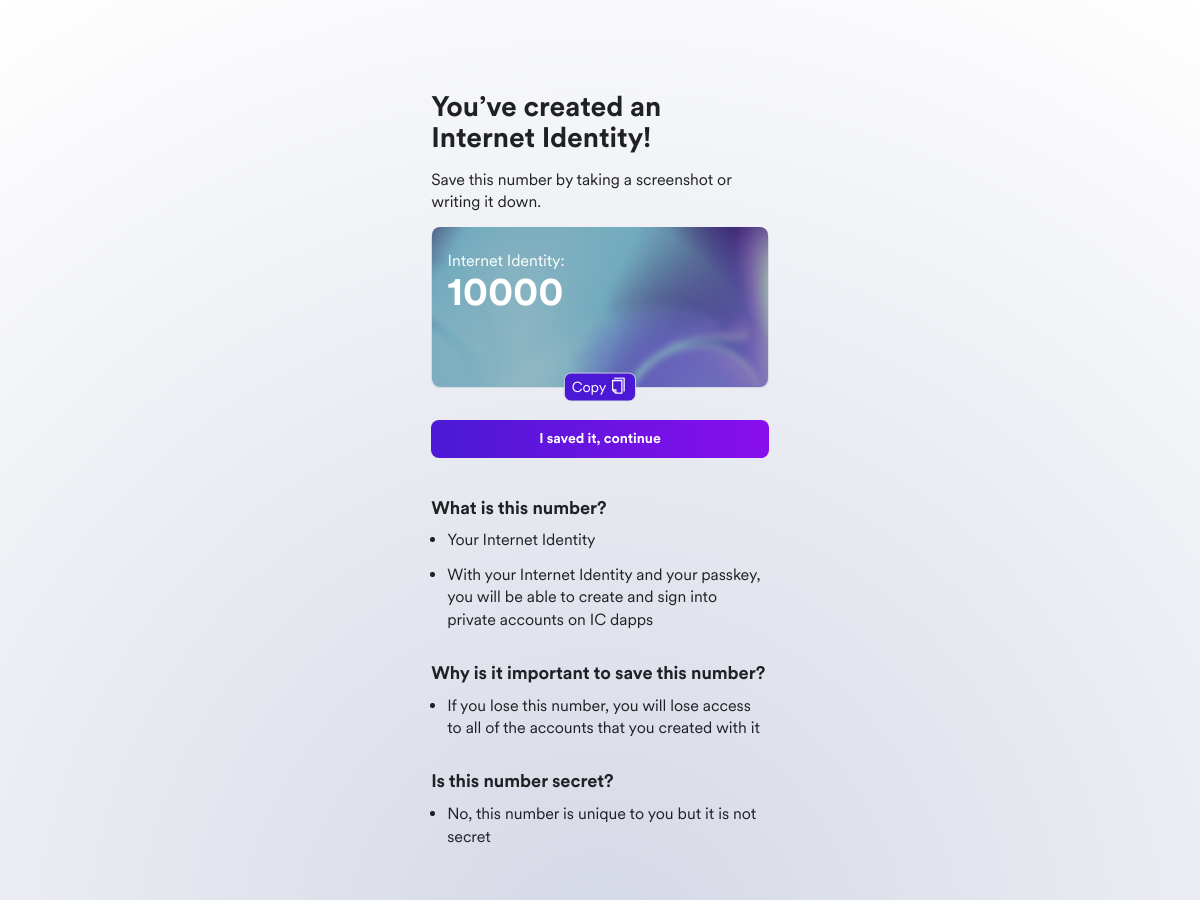 You’ve created an
Internet Identity!
Save this number by taking a screenshot or
writing it down.
Internet Identity:
10000
Copy
I saved it, continue
What is this number?
• Your Internet Identity
• With your Internet Identity and your passkey,
you will be able to create and sign into
private accounts on IC dapps
Why is it important to save this number?
• If you lose this number, you will lose access
to all of the accounts that you created with it
Is this number secret?
• No, this number is unique to you but it is not
secret